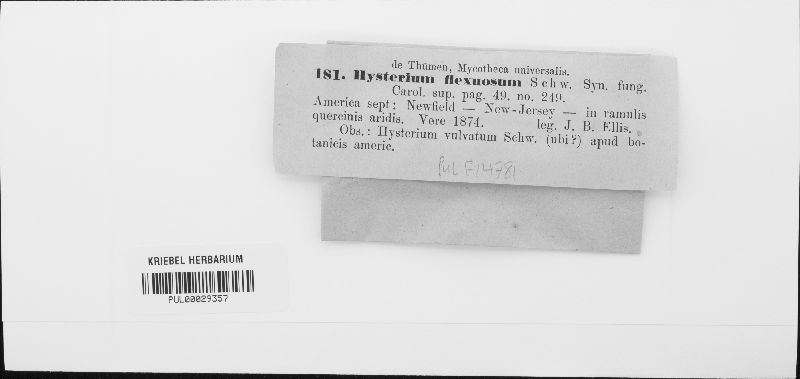 de Thümen, Mycotheca universalis.
181. Hysterium flexuosum Schw. Syn. fung.
Carol. sup. pag. 49. no. 249.
America sept: Newfield — New-Jersey — in ramulis
quercinis aridis. Vere 1874. leg. J. B. Ellis.
Obs.: Hysterium vulvatum Schw. (ubi?) apud bo-
tanicis americ.
PUL F14781
KRIEBEL HERBARIUM
PUL00029357